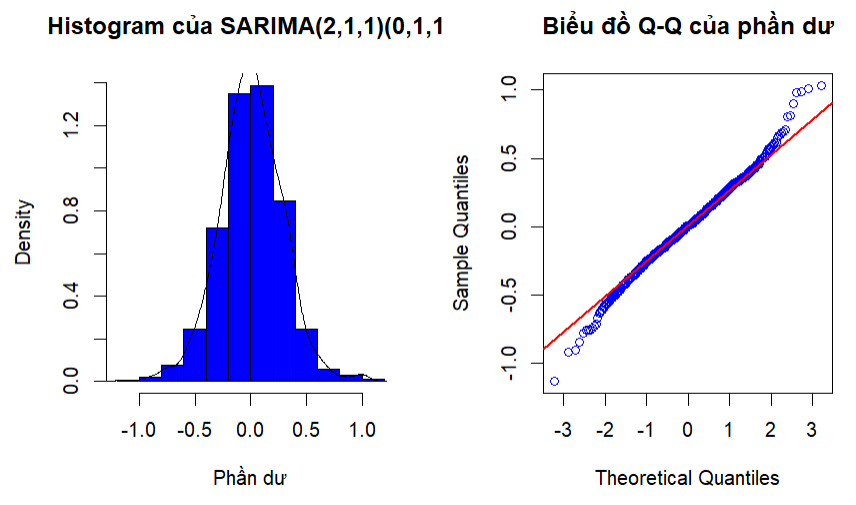 Histogram của SARIMA(2,1,1)(0,1,1
Density
0.0 0.4 0.8 1.2
-1.0 -0.5 0.0 0.5 1.0
Phần dư
Biểu đồ Q-Q của phần dư
Sample Quantiles
-1.0 -0.5 0.0 0.5 1.0
-3 -2 -1 0 1 2 3
Theoretical Quantiles